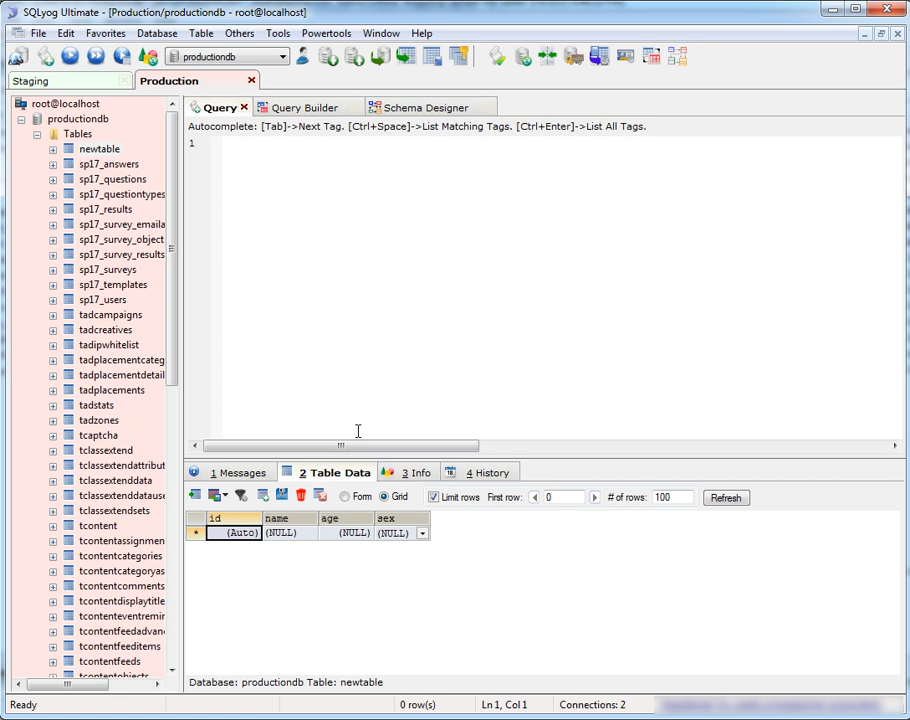 SQLyog Ultimate - [Production/productiondb - root@localhost]
File Edit Favorites Database Table Others Tools Powertools Window Help
productiondb
Staging Production
root@localhost
productiondb
Tables
newtable
sp17_answers
sp17_questions
sp17_questiontypes
sp17_results
sp17_survey_emaila
sp17_survey_object
sp17_survey_results
sp17_surveys
sp17_templates
sp17_users
tadcampaigns
tadcreatives
tadipwhitelist
tadplacementcateg
tadplacementdetail
tadplacements
tadstats
tadzones
tcaptcha
tclassextend
tclassextendattribut
tclassextenddata
tclassextenddatause
tclassextendsets
tcontent
tcontentassignmen
tcontentcategories
tcontentcategoryas
tcontentcomments
tcontentdisplaytitle
tcontenteventremin
tcontentfeedadvan
tcontentfeeditems
tcontentfeeds
tcontentobjects
Query Query Builder Schema Designer
Autocomplete: [Tab]->Next Tag. [Ctrl+Space]->List Matching Tags. [Ctrl+Enter]->List All Tags.
1
1 Messages 2 Table Data 3 Info 4 History
Form Grid Limit rows First row: 0 # of rows: 100 Refresh
id name age sex
* (Auto) (NULL) (NULL) (NULL)
Database: productiondb Table: newtable
Ready 0 row(s) Ln 1, Col 1 Connections: 2